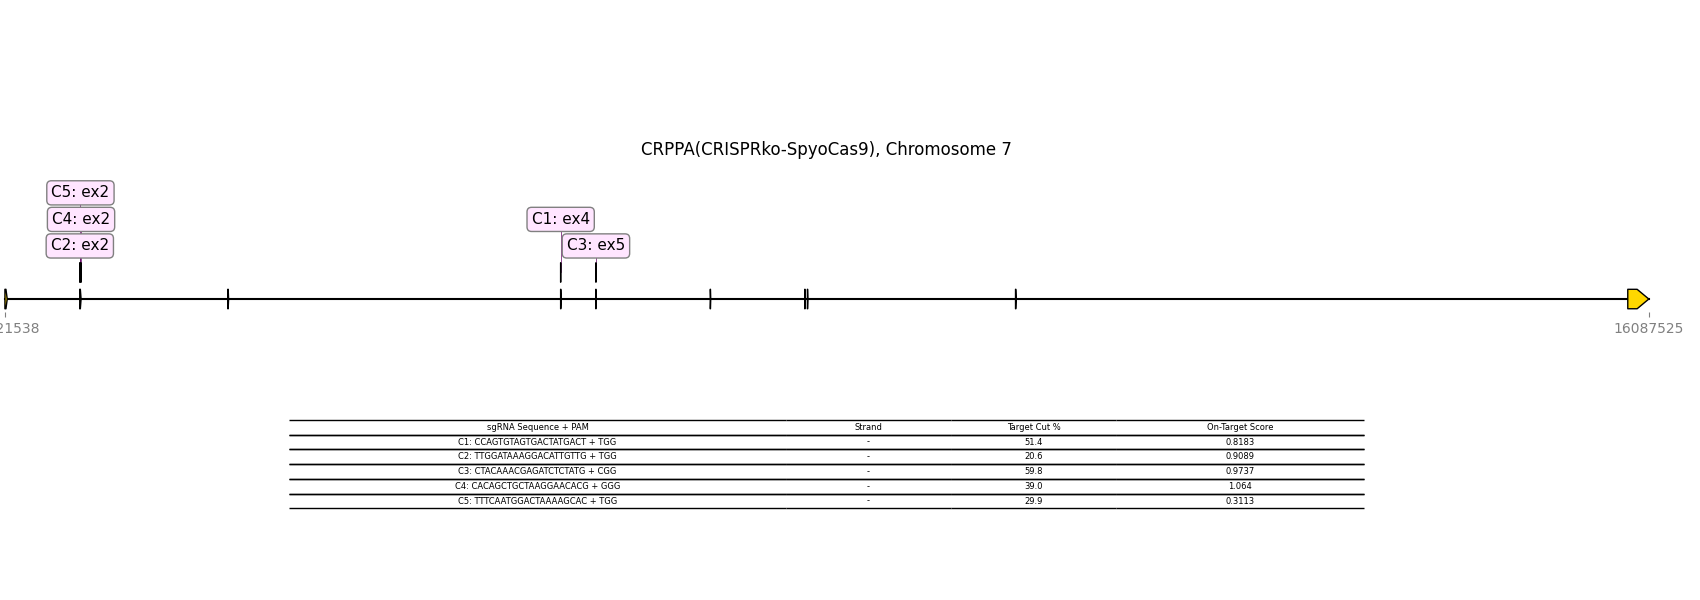 CRPPA(CRISPRko-SpyoCas9), Chromosome 7
C5: ex2
C4: ex2
C1: ex4
C2: ex2
C3: ex5
21538
16087525
sgRNA Sequence + PAM Strand Target Cut % On-Target Score
C1: CCAGTGTAGTGACTATGACT + TGG - 51.4 0.8183
C2: TTGGATAAAGGACATTGTTG + TGG - 20.6 0.9089
C3: CTACAAACGAGATCTCTATG + CGG - 59.8 0.9737
C4: CACAGCTGCTAAGGAACACG + GGG - 39.0 1.064
C5: TTTCAATGGACTAAAAGCAC + TGG - 29.9 0.3113